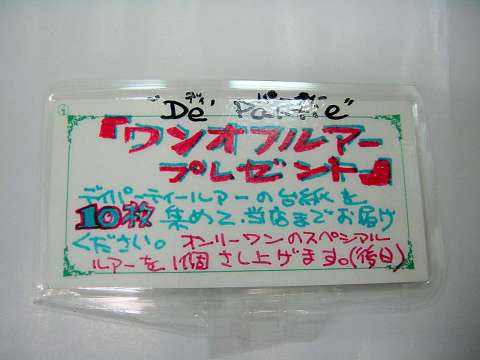 "De' Partie"
ディ パーティ
『ワンオフルアー
プレゼント』
ディパーティールアーの台紙を
10枚集めて当店までお届け
ください。オンリーワンのスペシャル
ルアーを1個さし上げます。(後日)